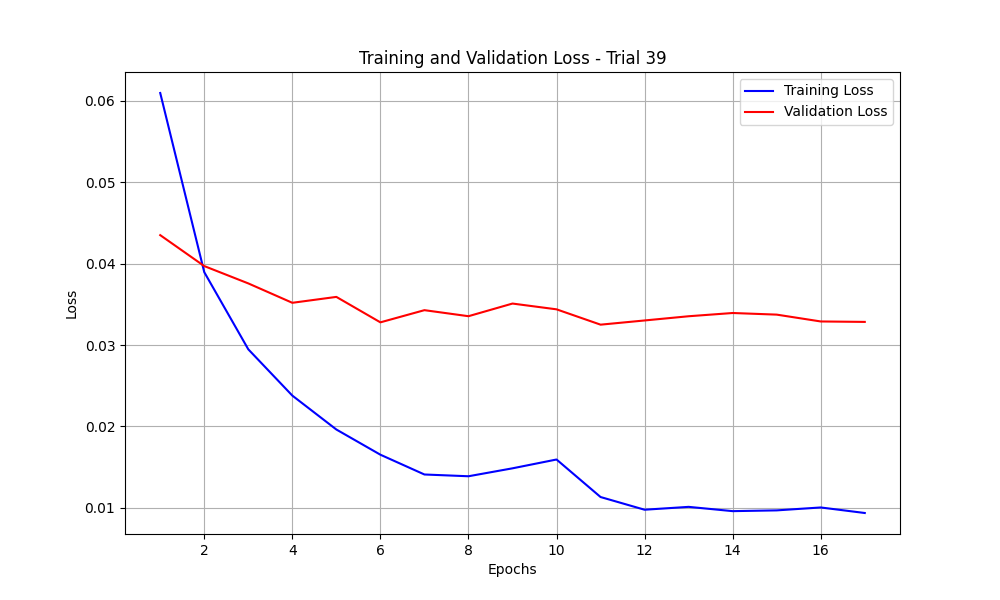 Training and Validation Loss - Trial 39
Training Loss
Validation Loss
Loss
0.06
0.05
0.04
0.03
0.02
0.01
2 4 6 8 10 12 14 16
Epochs